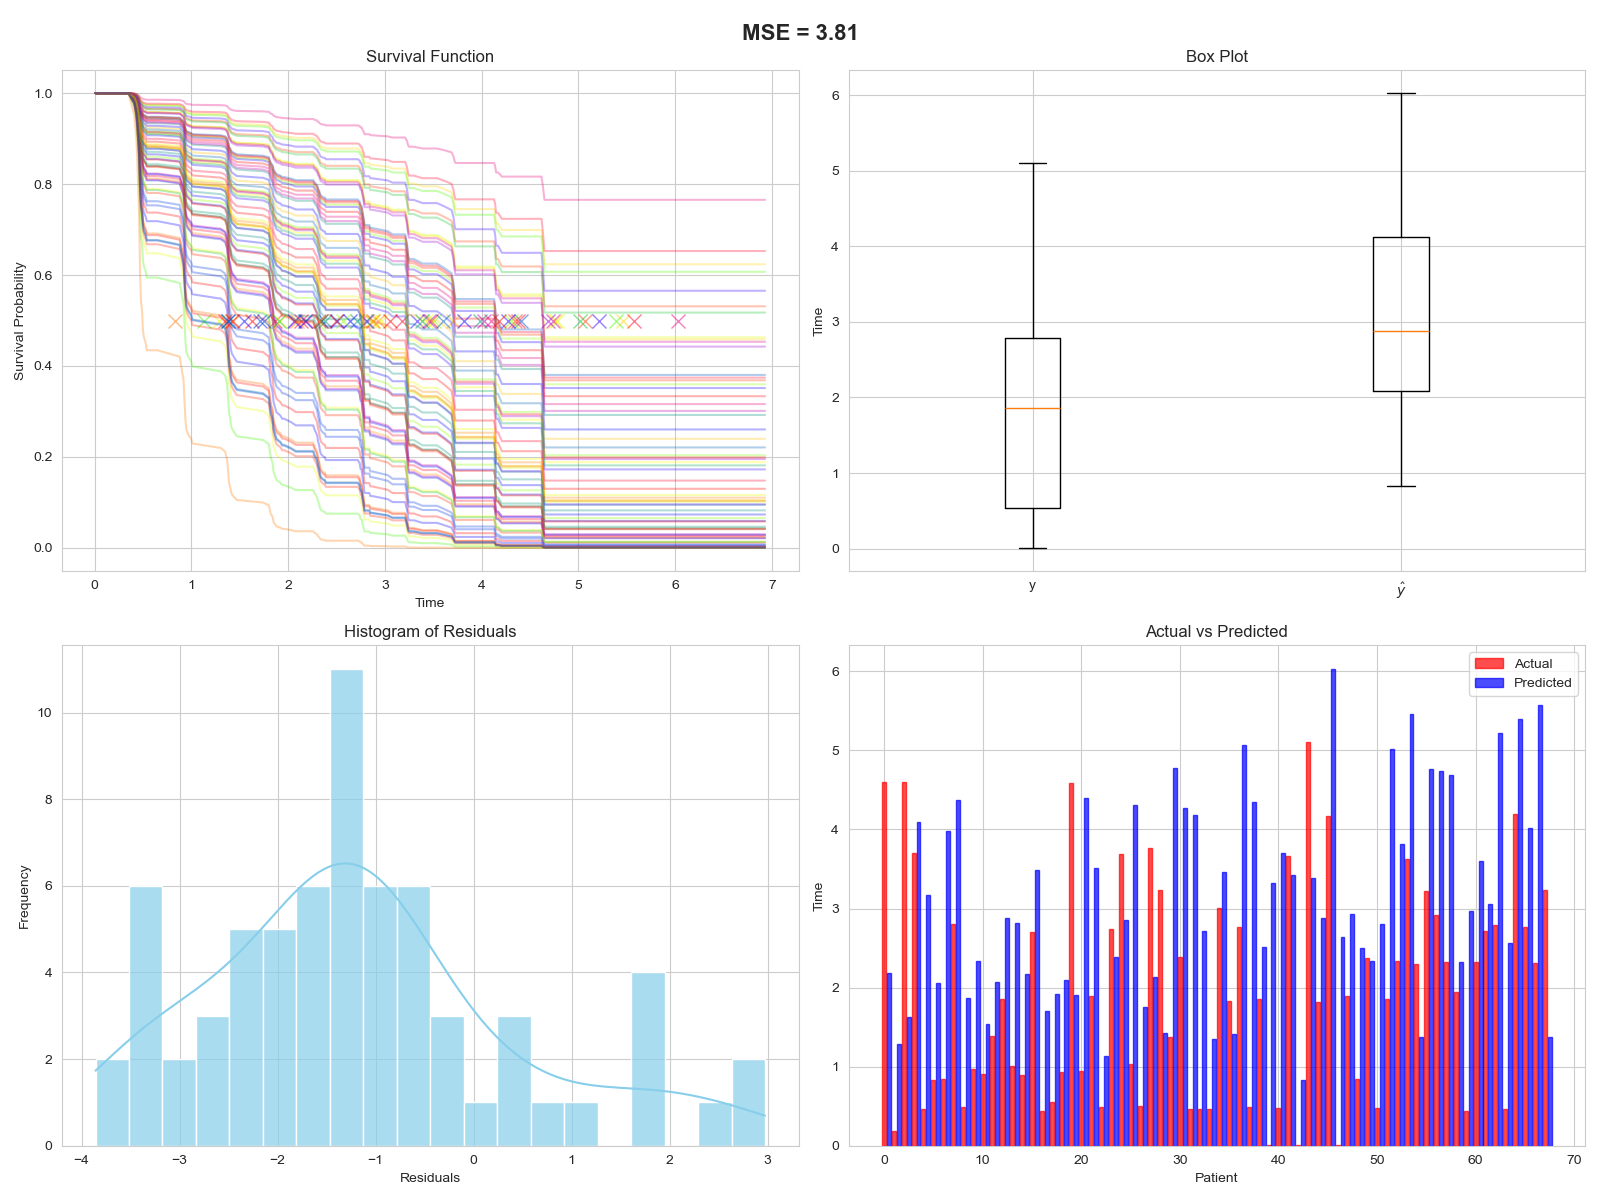 MSE = 3.81
Survival Function
Survival Probability
1.0
0.8
0.6
0.4
0.2
0.0
0 1 2 3 4 5 6 7
Time
Box Plot
Time
6
5
4
3
2
1
0
y ŷ
Histogram of Residuals
Frequency
10
8
6
4
2
0
−4 −3 −2 −1 0 1 2 3
Residuals
Actual vs Predicted
Actual
Predicted
Time
6
5
4
3
2
1
0
0 10 20 30 40 50 60 70
Patient